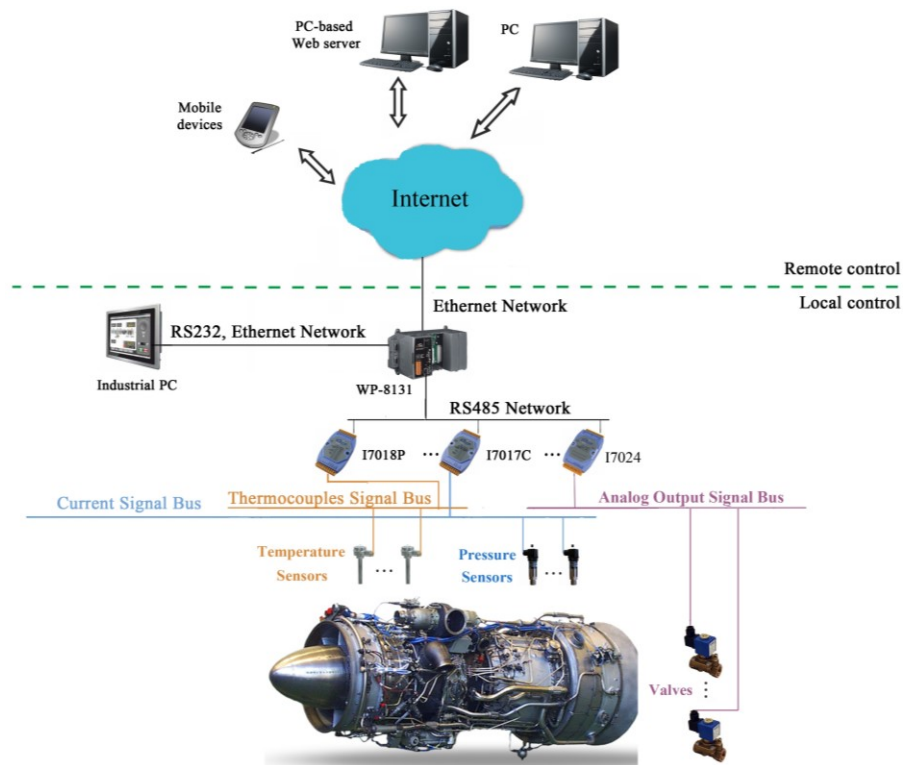 PC-based
Web server
PC
Mobile
devices
Internet
Remote control
Ethernet Network
Local control
RS232, Ethernet Network
Industrial PC
WP-8131
RS485 Network
I7018P
...
I7017C
...
I7024
Current Signal Bus
Thermocouples Signal Bus
Analog Output Signal Bus
Temperature
Sensors
...
Pressure
Sensors
...
Valves